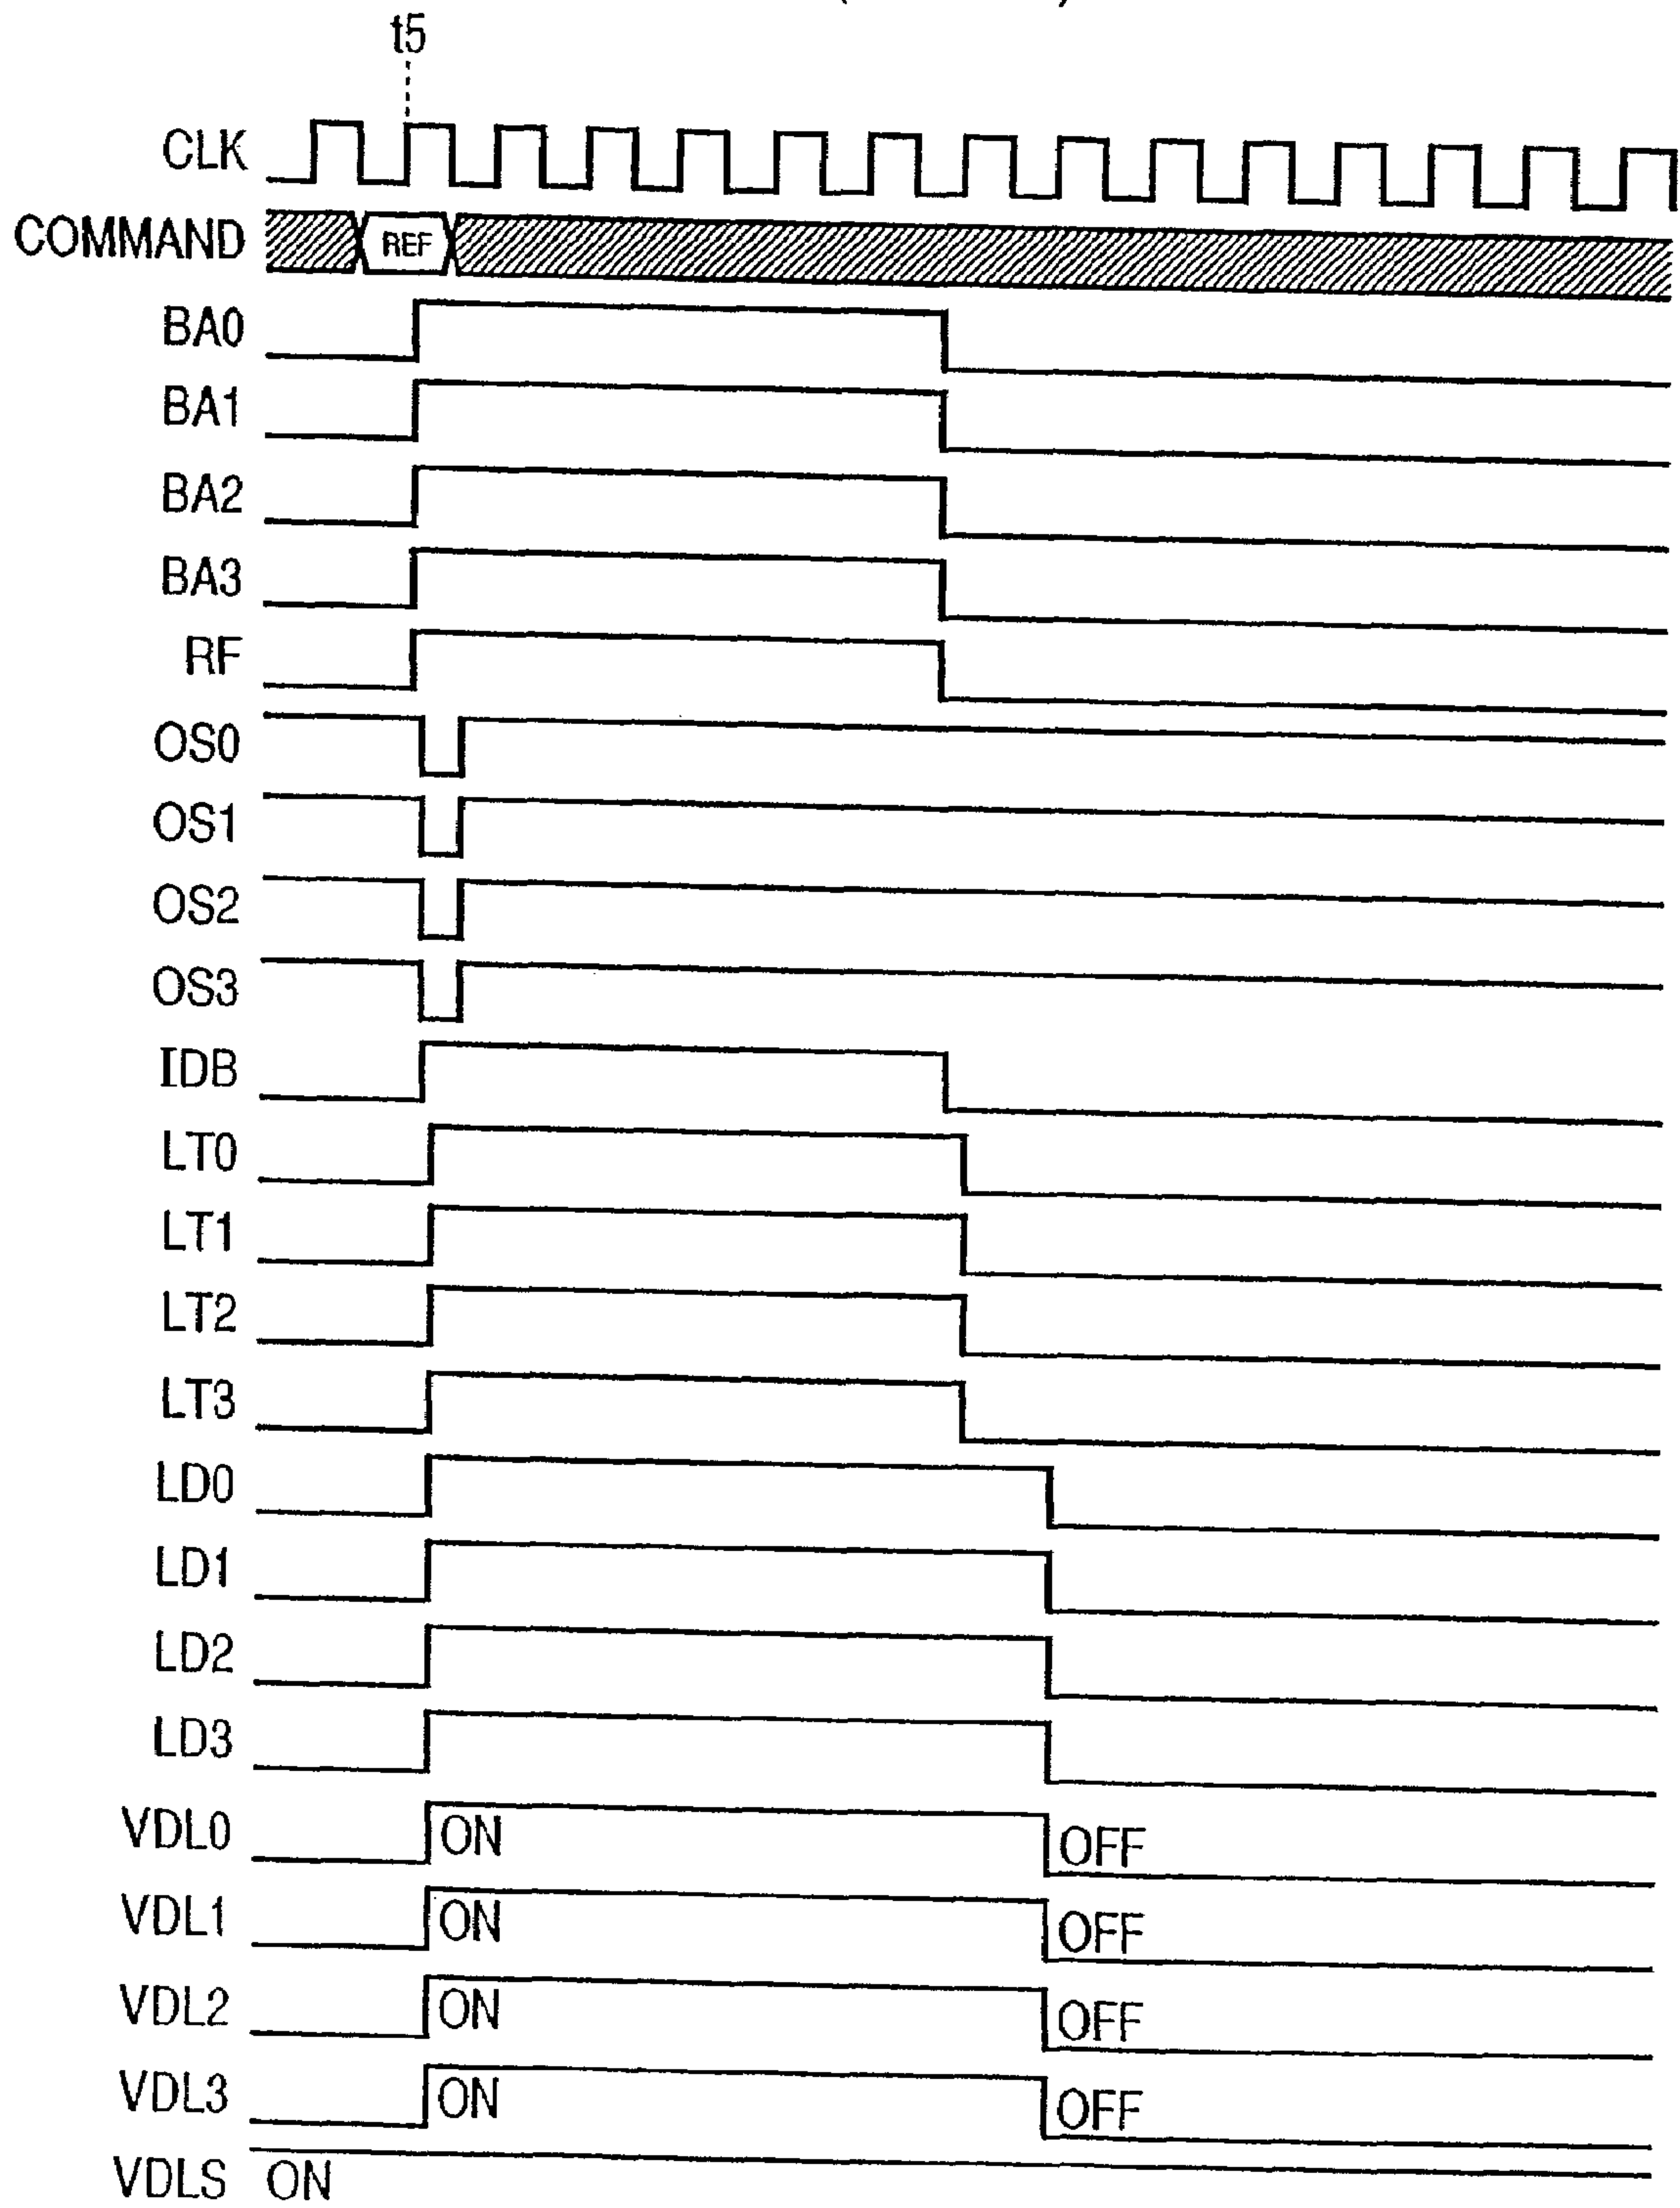 t5
CLK
COMMAND REF
BA0
BA1
BA2
BA3
RF
OS0
OS1
OS2
OS3
IDB
LT0
LT1
LT2
LT3
LD0
LD1
LD2
LD3
VDL0 ON OFF
VDL1 ON OFF
VDL2 ON OFF
VDL3 ON OFF
VDLS ON